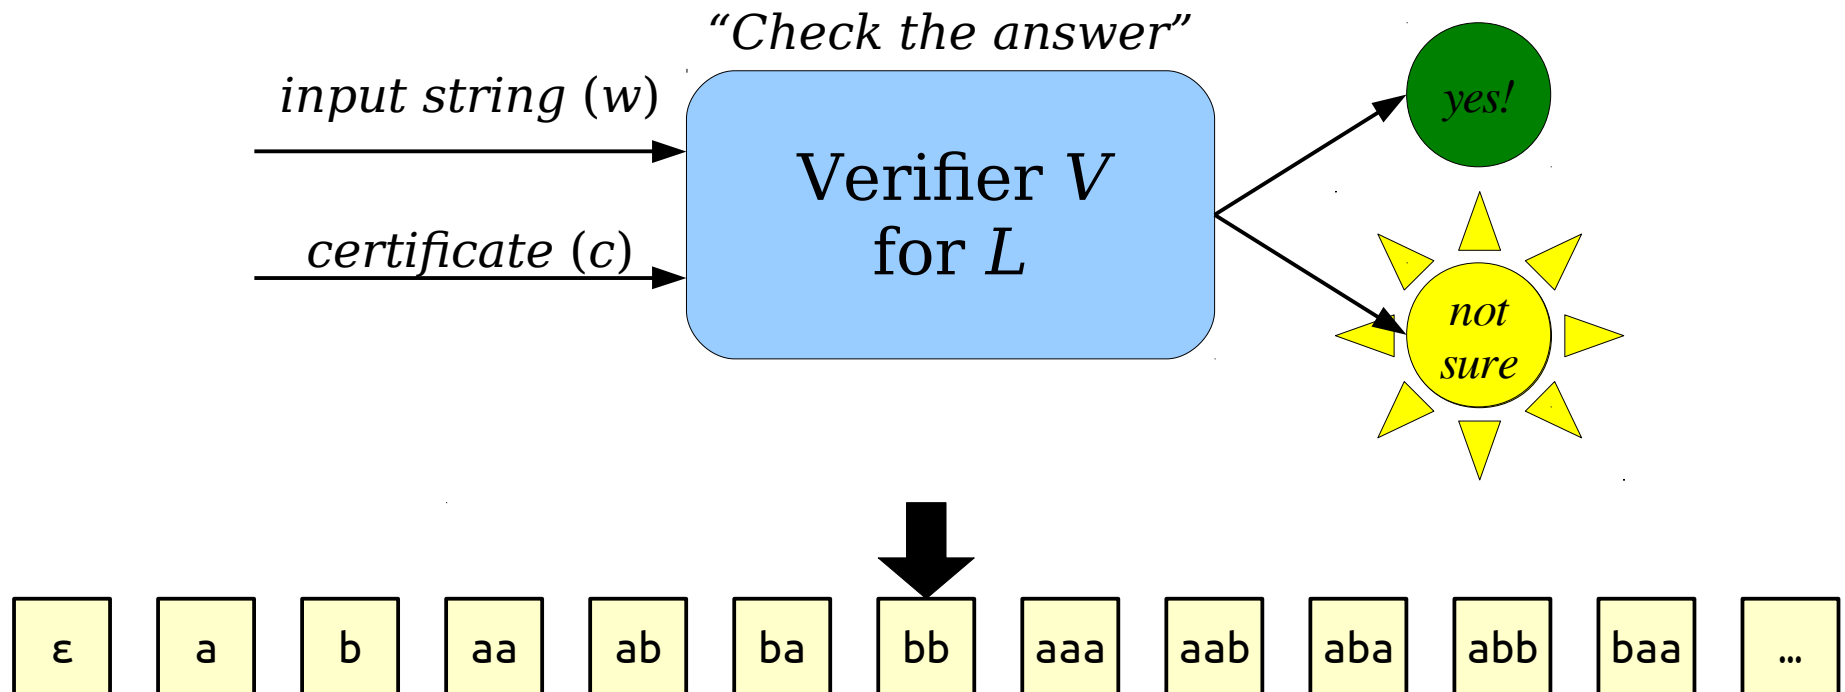 “Check the answer”
input string (w)
certificate (c)
Verifier V
for L
yes!
not
sure
ε a b aa ab ba bb aaa aab aba abb baa …